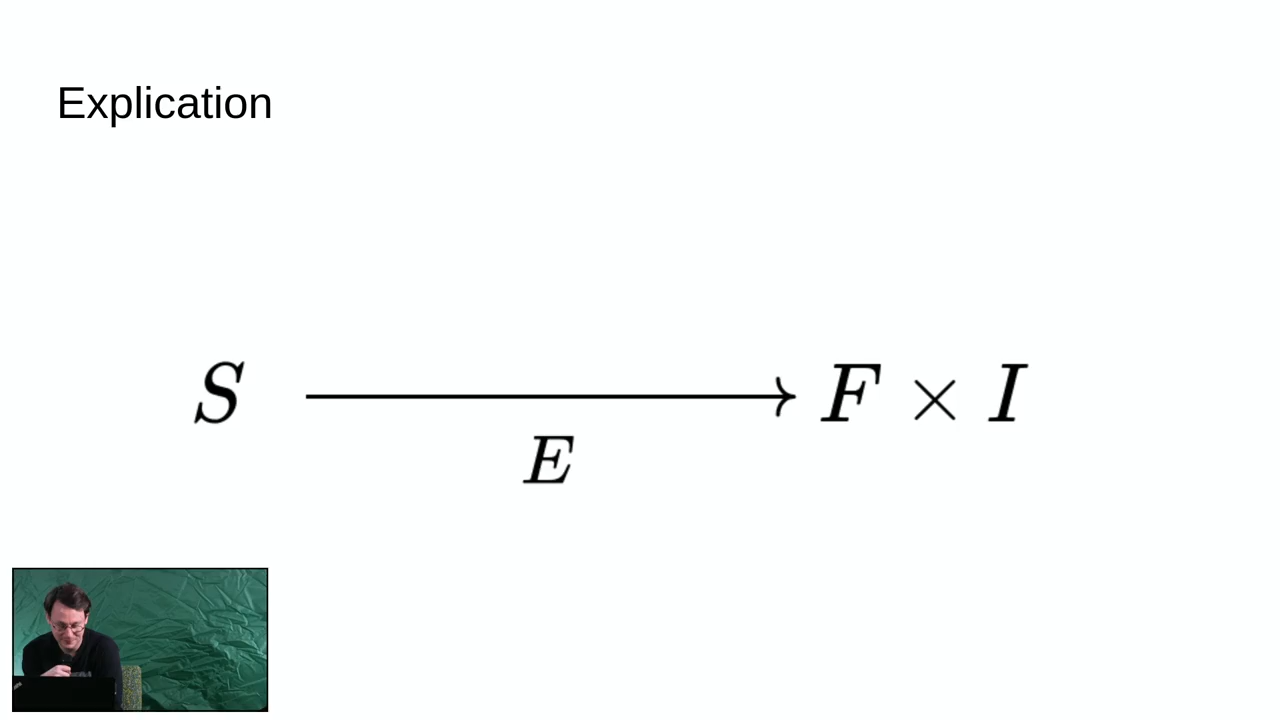 Explication
S → F × I
E